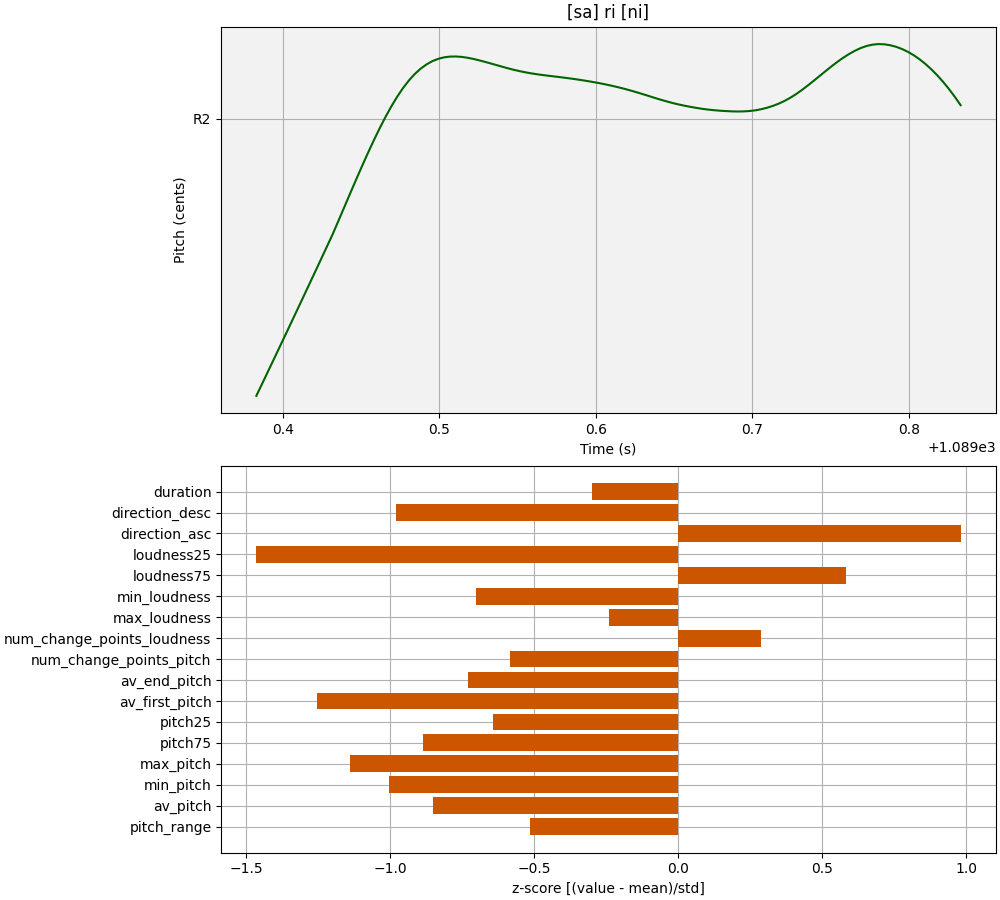 [sa] ri [ni]
R2
Pitch (cents)
0.4 0.5 0.6 0.7 0.8
Time (s)
+1.089e3
duration
direction_desc
direction_asc
loudness25
loudness75
min_loudness
max_loudness
num_change_points_loudness
num_change_points_pitch
av_end_pitch
av_first_pitch
pitch25
pitch75
max_pitch
min_pitch
av_pitch
pitch_range
−1.5 −1.0 −0.5 0.0 0.5 1.0
z-score [(value - mean)/std]